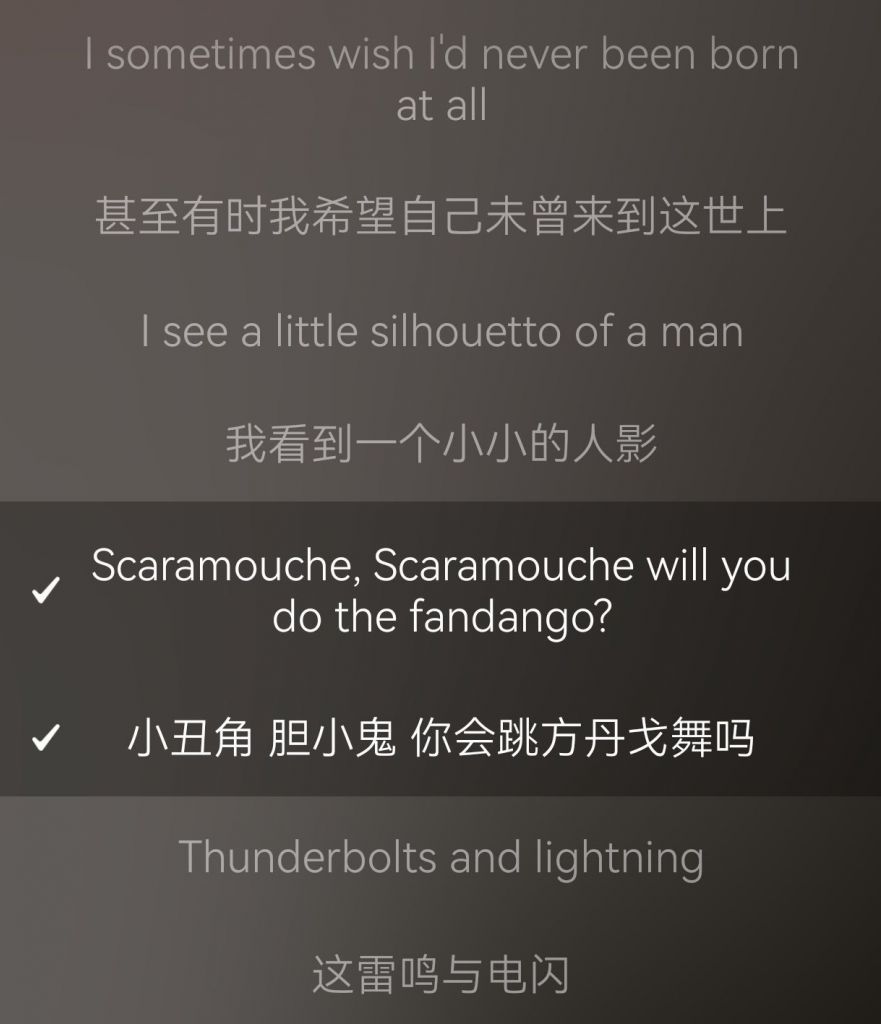 I sometimes wish I'd never been born
at all
甚至有时我希望自己未曾来到这世上
I see a little silhouetto of a man
我看到一个小小的人影
Scaramouche, Scaramouche will you
do the fandango?
小丑角 胆小鬼 你会跳方丹戈舞吗
Thunderbolts and lightning
这雷鸣与电闪